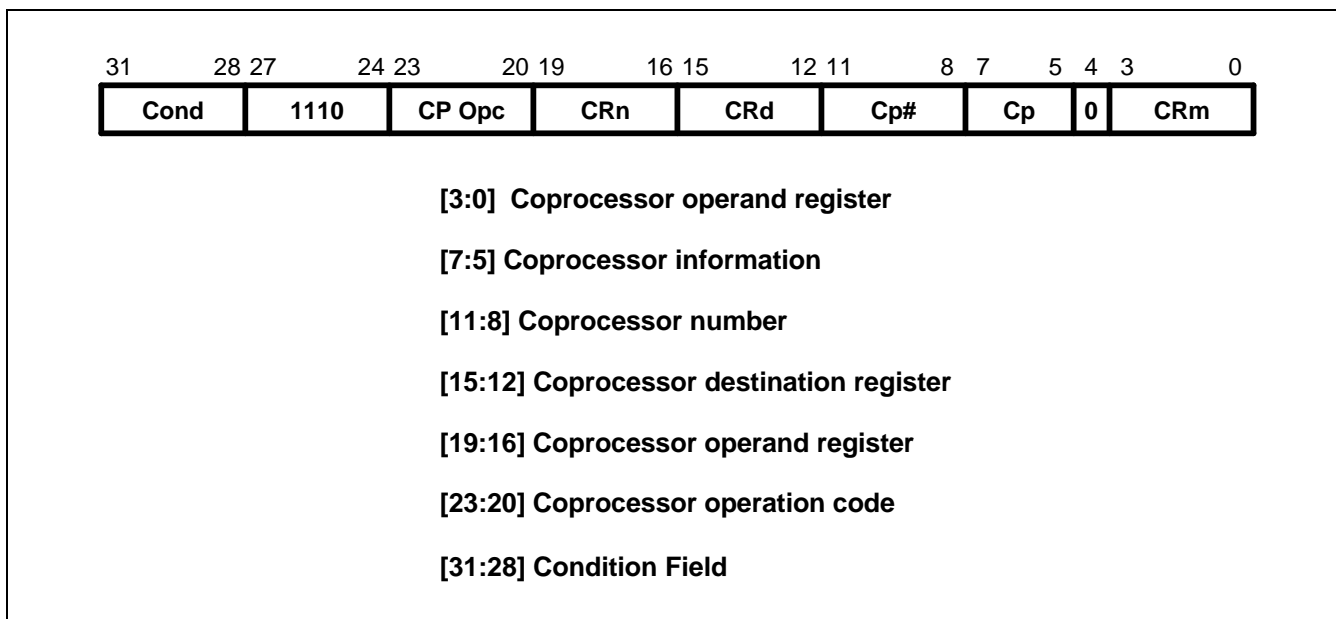 31 28 27 24 23 20 19 16 15 12 11 8 7 5 4 3 0
Cond 1110 CP Opc CRn CRd Cp# Cp 0 CRm
[3:0] Coprocessor operand register
[7:5] Coprocessor information
[11:8] Coprocessor number
[15:12] Coprocessor destination register
[19:16] Coprocessor operand register
[23:20] Coprocessor operation code
[31:28] Condition Field